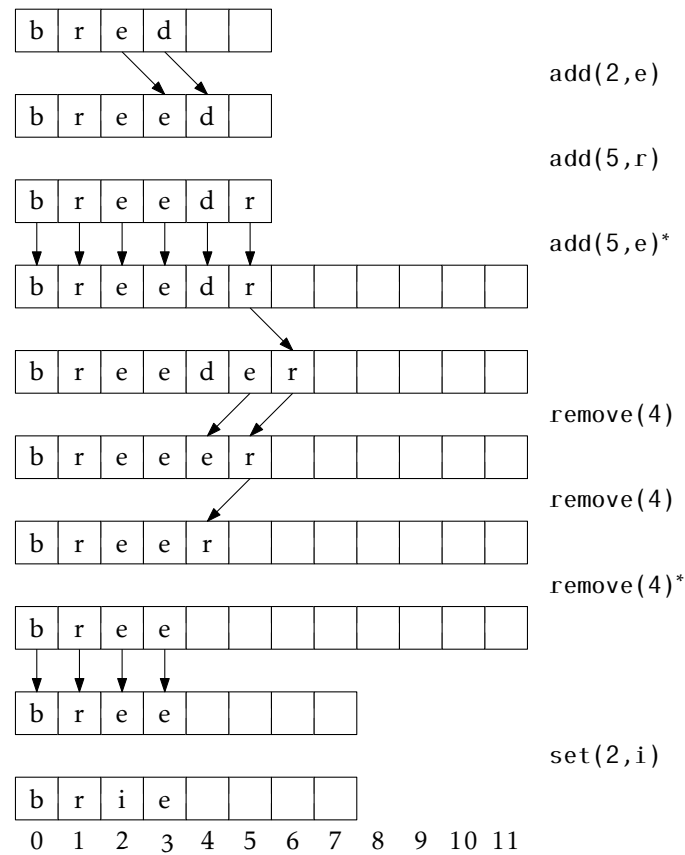 b r e d
add(2,e)
b r e e d
add(5,r)
b r e e d r
add(5,e)*
b r e e d r
b r e e d e r
remove(4)
b r e e e r
remove(4)
b r e e r
remove(4)*
b r e e
b r e e
set(2,i)
b r i e
0 1 2 3 4 5 6 7 8 9 10 11